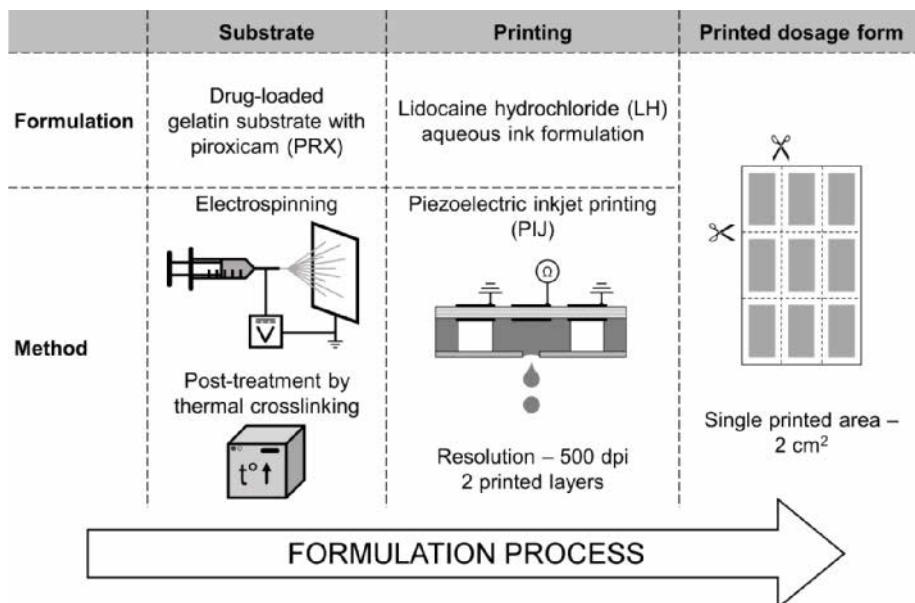 Substrate
Printing
Printed dosage form
Formulation
Drug-loaded
gelatin substrate with
piroxicam (PRX)
Lidocaine hydrochloride (LH)
aqueous ink formulation
Method
Electrospinning
V
Post-treatment by
thermal crosslinking
t°↑
Piezoelectric inkjet printing
(PIJ)
Ω
Resolution – 500 dpi
2 printed layers
Single printed area –
2 cm²
FORMULATION PROCESS